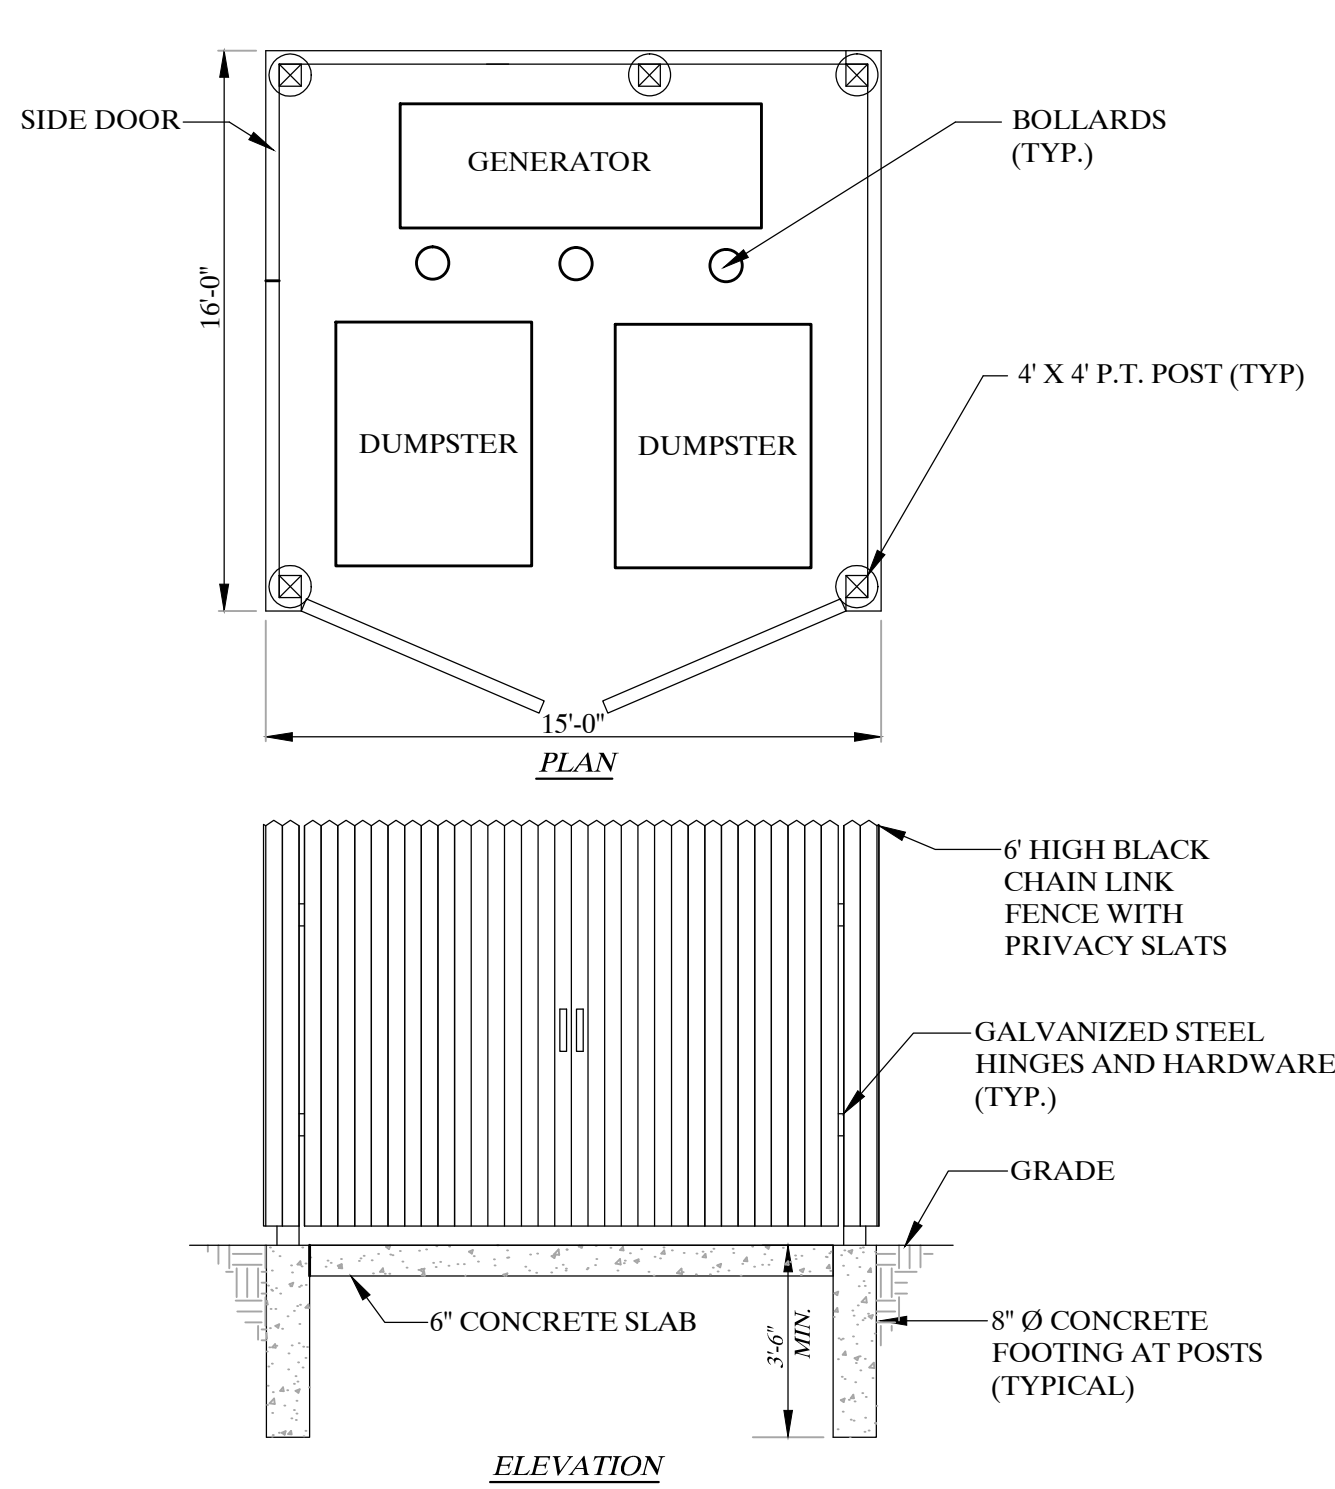 SIDE DOOR
BOLLARDS
(TYP.)
GENERATOR
16'-0"
4' X 4' P.T. POST (TYP)
DUMPSTER
DUMPSTER
15'-0"
PLAN
6' HIGH BLACK
CHAIN LINK
FENCE WITH
PRIVACY SLATS
GALVANIZED STEEL
HINGES AND HARDWARE
(TYP.)
GRADE
6" CONCRETE SLAB
3'-6"
MIN.
8" Ø CONCRETE
FOOTING AT POSTS
(TYPICAL)
ELEVATION